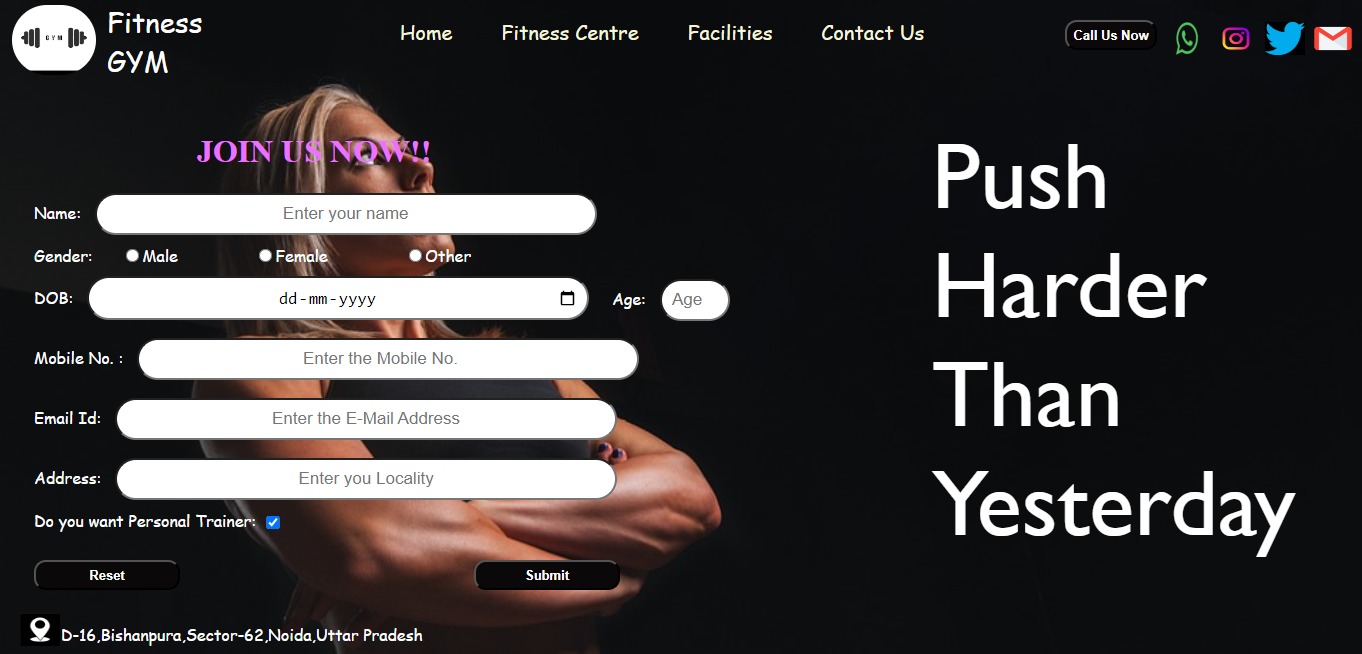 GYM
Fitness
GYM
Home Fitness Centre Facilities Contact Us
Call Us Now
JOIN US NOW!!
Name: Enter your name
Gender: Male Female Other
DOB: dd-mm-yyyy Age: Age
Mobile No. : Enter the Mobile No.
Email Id: Enter the E-Mail Address
Address: Enter you Locality
Do you want Personal Trainer:
Reset Submit
D-16,Bishanpura,Sector-62,Noida,Uttar Pradesh
Push
Harder
Than
Yesterday